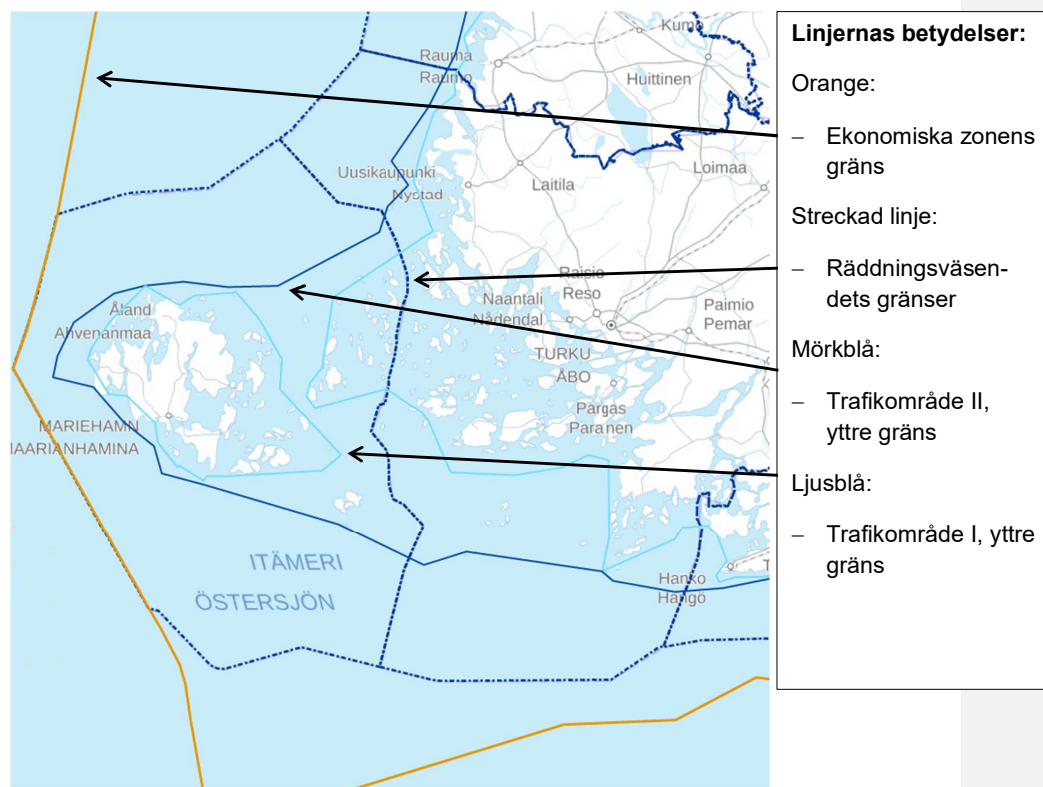 Kumo
Rauma
Raumo
Huittinen
Loimaa
Uusikaupunki
Nystad
Laitila
Raisio
Reso
Naantali
Nådendal
Paimio
Pemar
Åland
Ahvenanmaa
TURKU
ÅBO
Pargas
Parainen
MARIEHAMN
MAARIANHAMINA
ITÄMERI
ÖSTERSJÖN
Hanko
Hangö
T
Linjernas betydelser:
Orange:
– Ekonomiska zonens
gräns
Streckad linje:
– Räddningsväsen-
dets gränser
Mörkblå:
– Trafikområde II,
yttre gräns
Ljusblå:
– Trafikområde I, yttre
gräns